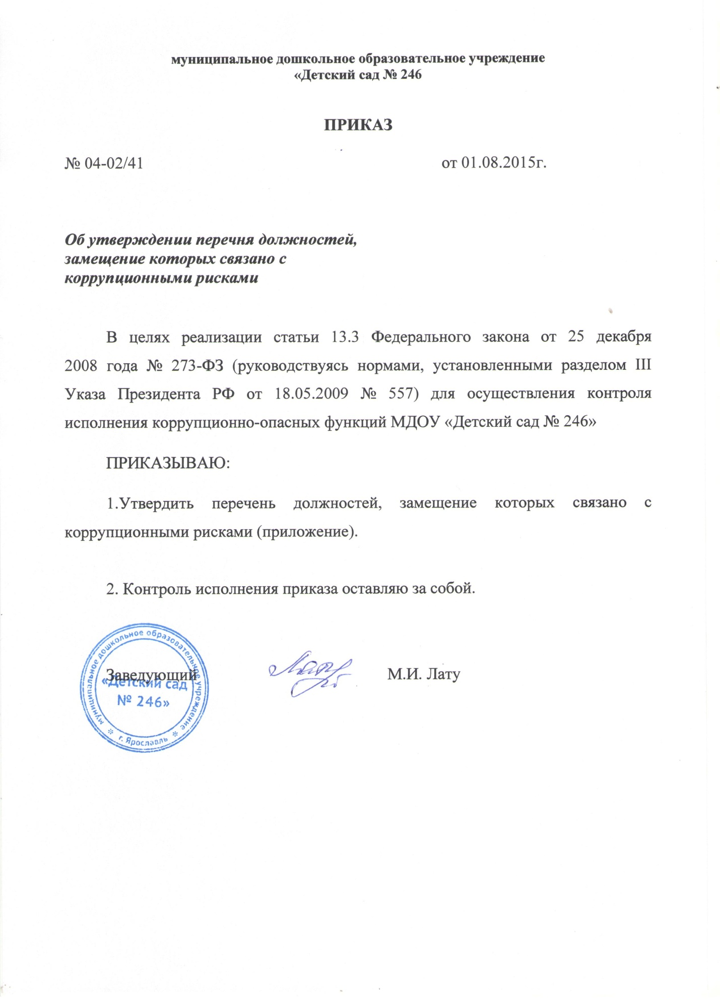 муниципальное дошкольное образовательное учреждение
«Детский сад № 246
ПРИКАЗ
№ 04-02/41 от 01.08.2015г.
Об утверждении перечня должностей,
замещение которых связано с
коррупционными рисками
В целях реализации статьи 13.3 Федерального закона от 25 декабря
2008 года № 273-ФЗ (руководствуясь нормами, установленными разделом III
Указа Президента РФ от 18.05.2009 № 557) для осуществления контроля
исполнения коррупционно-опасных функций МДОУ «Детский сад № 246»
ПРИКАЗЫВАЮ:
1.Утвердить перечень должностей, замещение которых связано с
коррупционными рисками (приложение).
2. Контроль исполнения приказа оставляю за собой.
Заведующий М.И. Лату
муниципальное дошкольное образовательное учреждение
«Детский сад
№ 246»
* г. Ярославль *